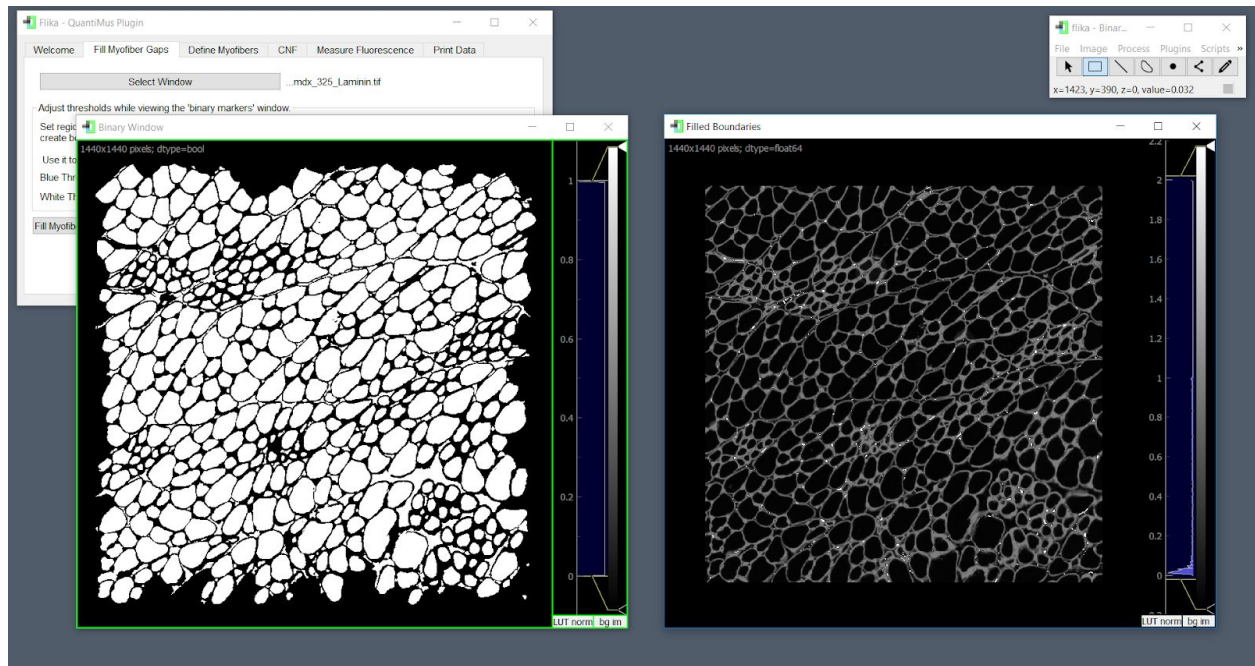 Flika - QuantiMus Plugin
Welcome Fill Myofiber Gaps Define Myofibers CNF Measure Fluorescence Print Data
Select Window ...mdx_325_Laminin.tif
Adjust thresholds while viewing the 'binary markers' window.
Set regio
create bo
Use it to
Blue Thr
White Th
Fill Myofib
Binary Window
1440x1440 pixels; dtype=bool
1
0.8
0.6
0.4
0.2
0
LUT norm bg im
Filled Boundaries
1440x1440 pixels; dtype=float64
2.2
2
1.8
1.6
1.4
1.2
1
0.8
0.6
0.4
0.2
0
LUT norm bg im
flika - Binar...
File Image Process Plugins Scripts »
x=1423, y=390, z=0, value=0.032